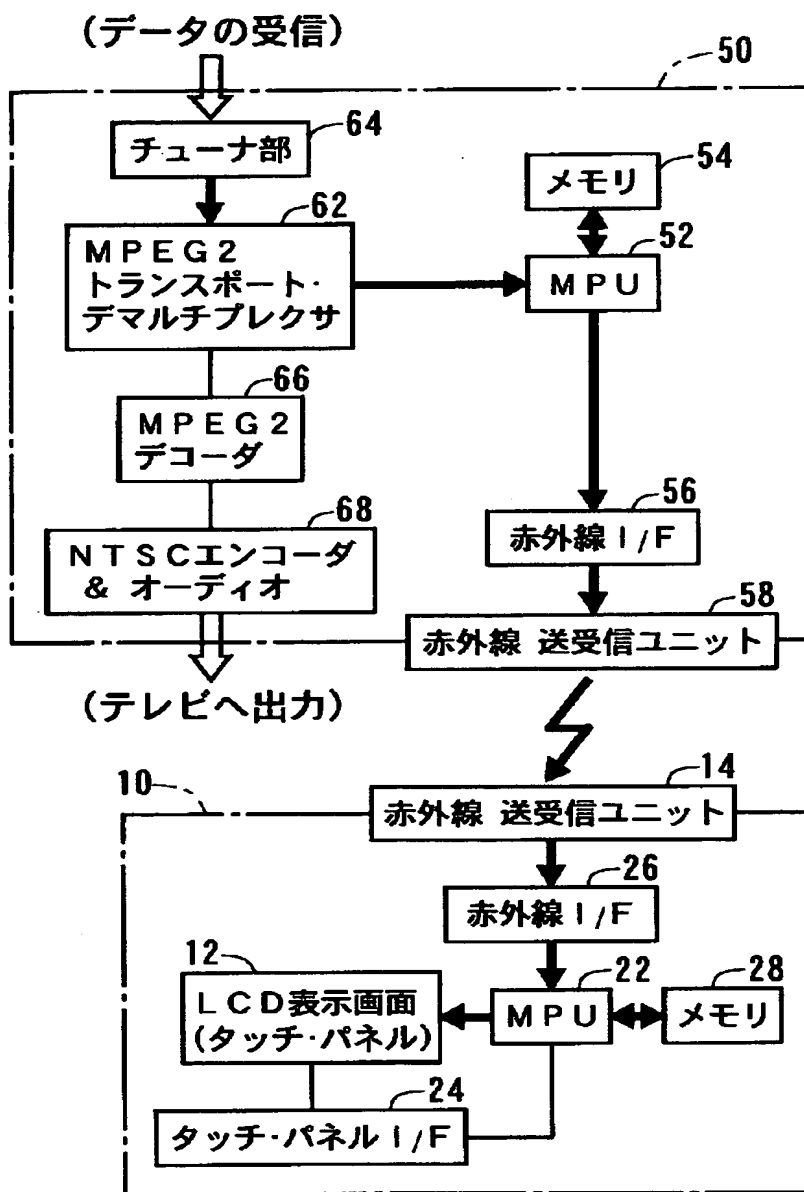 (データの受信)
50
64
チューナ部
54
メモリ
62
MPEG2
トランスポート・
デマルチプレクサ
52
MPU
66
MPEG2
デコーダ
56
赤外線I/F
68
NTSCエンコーダ
& オーディオ
58
赤外線 送受信ユニット
(テレビへ出力)
10
14
赤外線 送受信ユニット
26
赤外線I/F
12
LCD表示画面
(タッチ・パネル)
22
MPU
28
メモリ
24
タッチ・パネルI/F